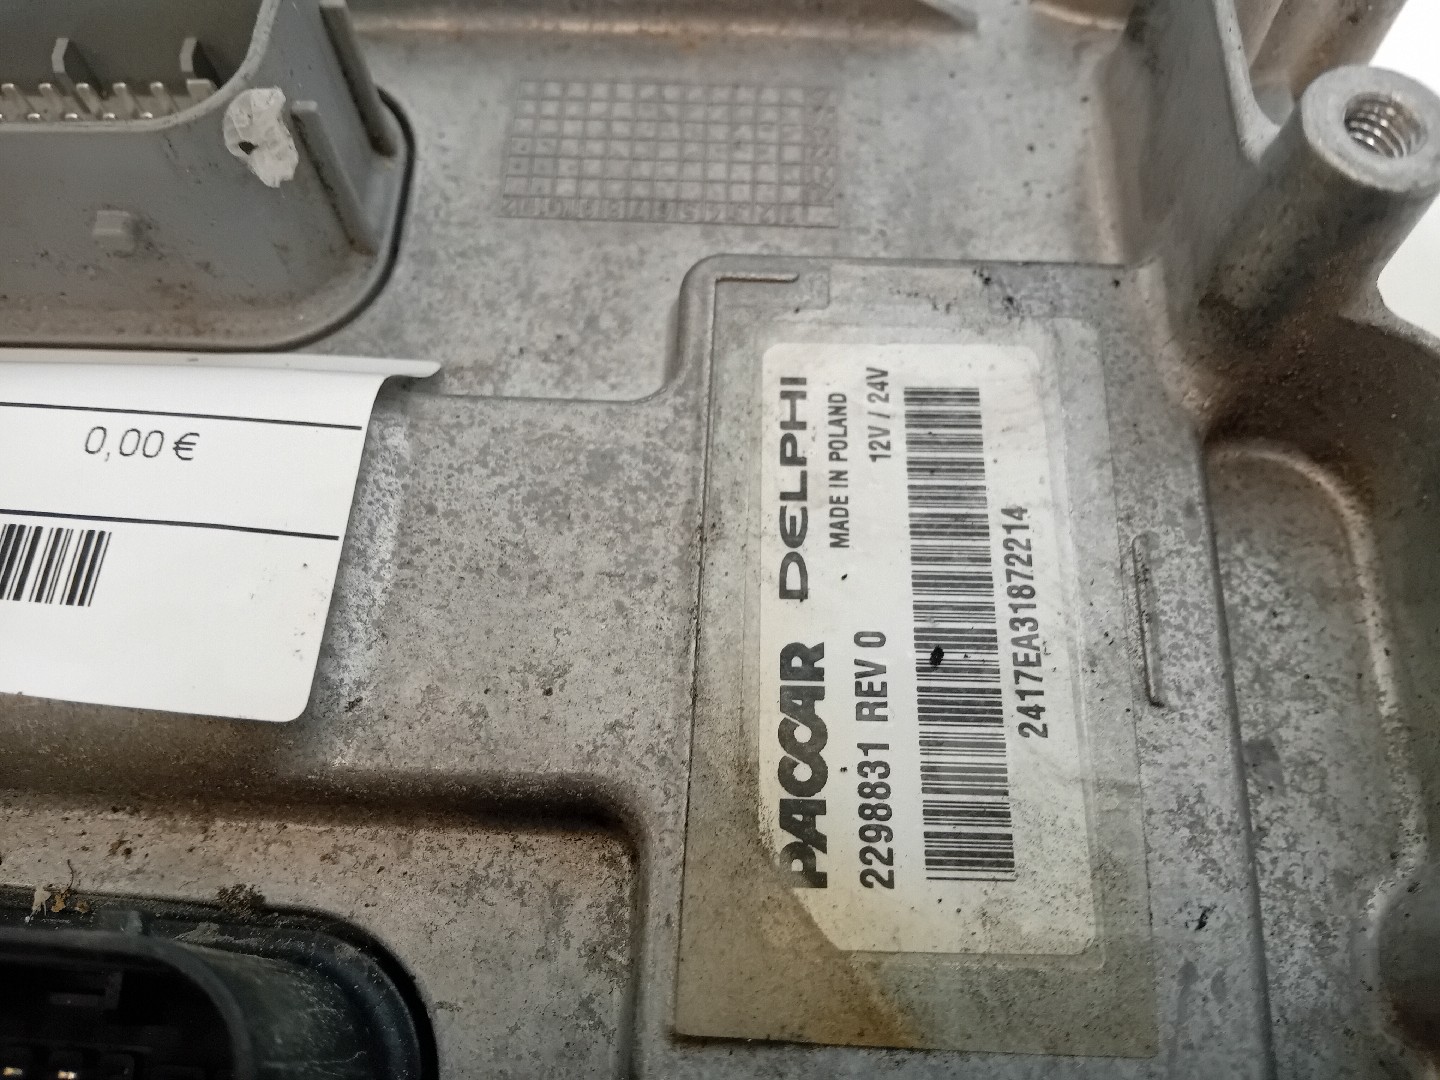 0,00 €
PACCAR DELPHI
MADE IN POLAND
2298831 REV 0 12V / 24V
2417EA31872214